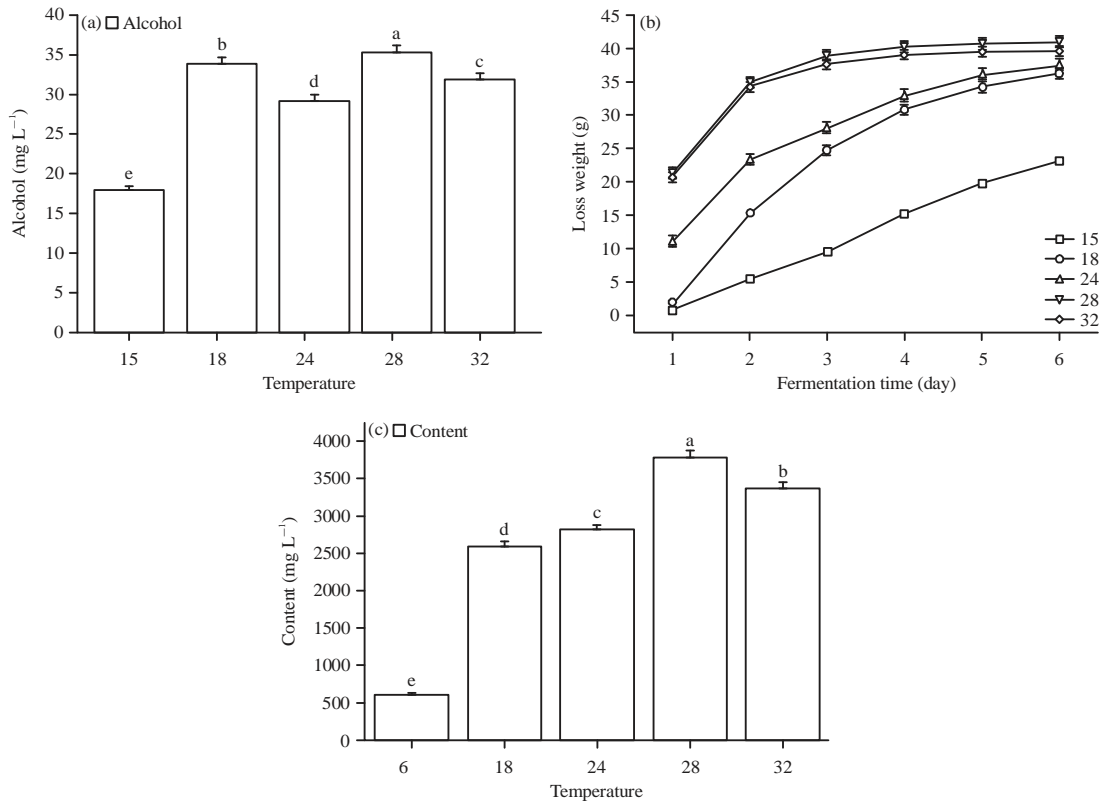 (a) Alcohol
Alcohol (mg L⁻¹)
40
35
30
25
20
15
10
5
0
e
b
d
a
c
15 18 24 28 32
Temperature
(b)
Loss weight (g)
45
40
35
30
25
20
15
10
5
0
15
18
24
28
32
1 2 3 4 5 6
Fermentation time (day)
(c) Content
Content (mg L⁻¹)
4000
3500
3000
2500
2000
1500
1000
500
0
e
d
c
a
b
6 18 24 28 32
Temperature